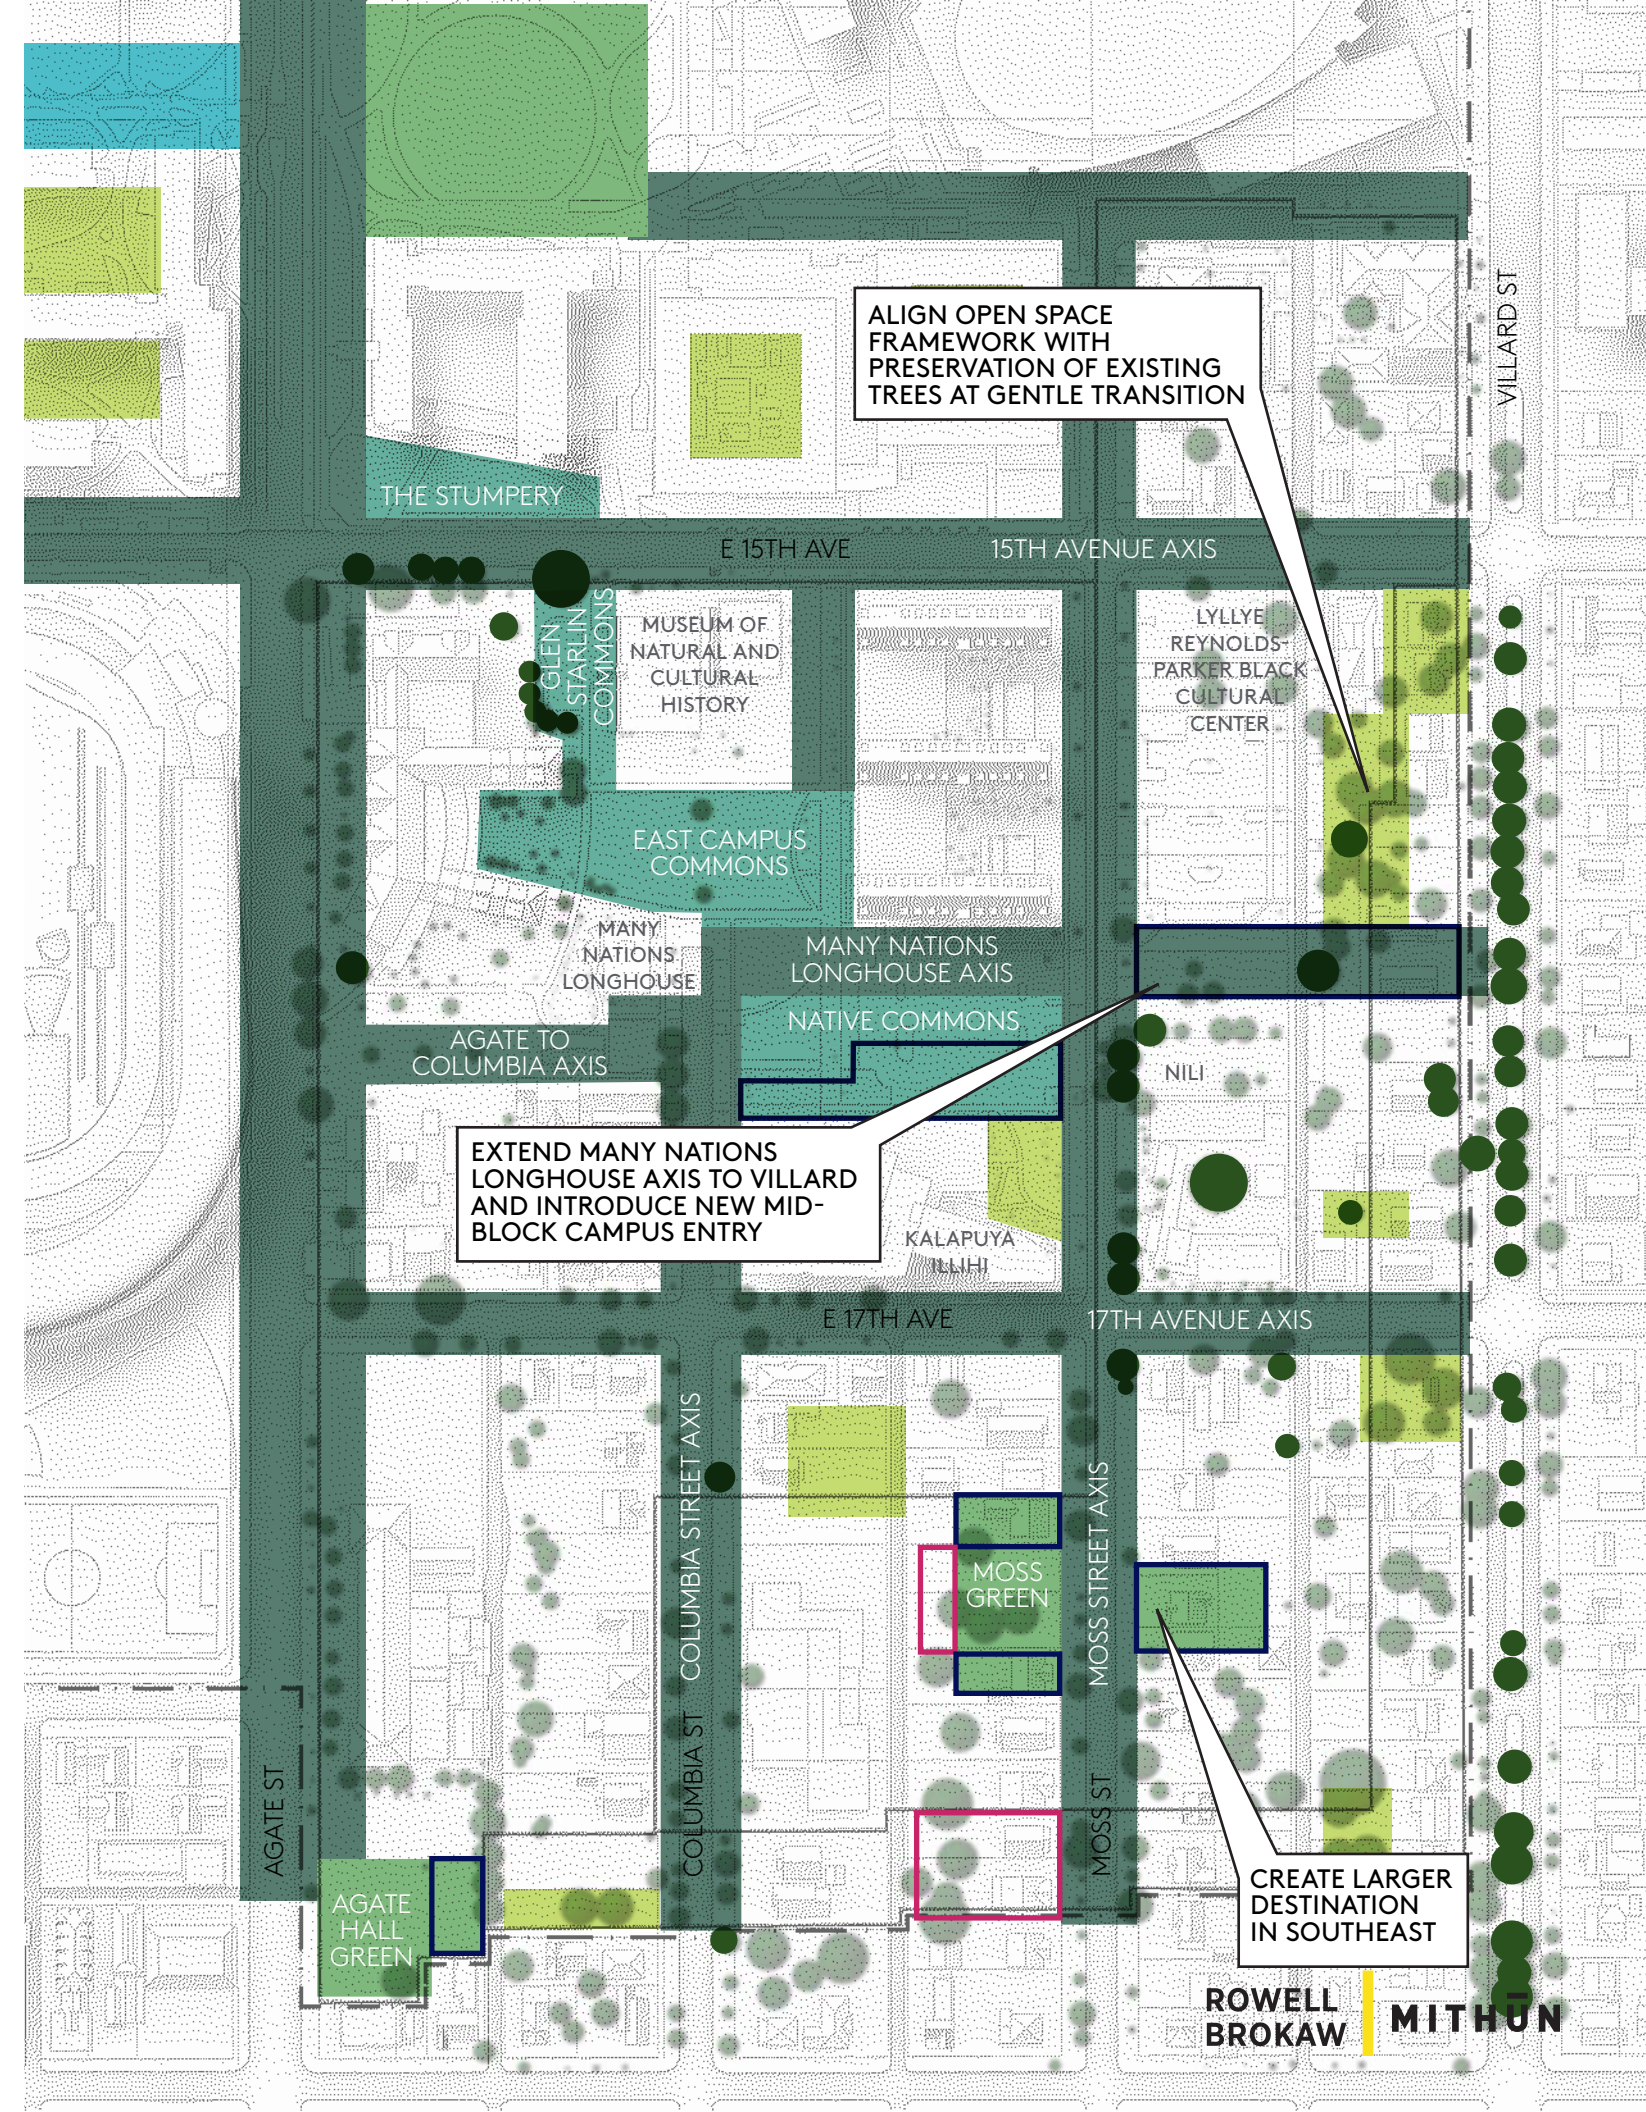 ALIGN OPEN SPACE
FRAMEWORK WITH
PRESERVATION OF EXISTING
TREES AT GENTLE TRANSITION
VILLARD ST
THE STUMPERY
E 15TH AVE
15TH AVENUE AXIS
GLEN
STARLIN
COMMONS
MUSEUM OF
NATURAL AND
CULTURAL
HISTORY
LYLLYE
REYNOLDS-
PARKER BLACK
CULTURAL
CENTER
EAST CAMPUS
COMMONS
MANY
NATIONS
LONGHOUSE
MANY NATIONS
LONGHOUSE AXIS
NATIVE COMMONS
AGATE TO
COLUMBIA AXIS
NILI
EXTEND MANY NATIONS
LONGHOUSE AXIS TO VILLARD
AND INTRODUCE NEW MID-
BLOCK CAMPUS ENTRY
KALAPUYA
ILLIHI
E 17TH AVE
17TH AVENUE AXIS
COLUMBIA STREET AXIS
MOSS STREET AXIS
MOSS
GREEN
AGATE ST
COLUMBIA ST
MOSS ST
AGATE
HALL
GREEN
CREATE LARGER
DESTINATION
IN SOUTHEAST
ROWELL
BROKAW
MITHŪN